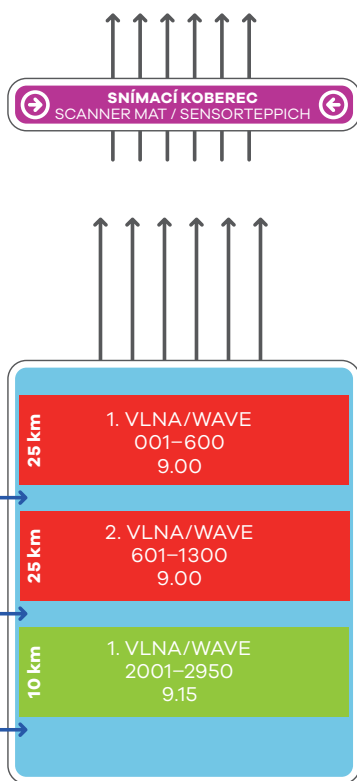 SNÍMACÍ KOBEREC
SCANNER MAT / SENSORTEPPICH
25 km
1. VLNA/WAVE
001–600
9.00
25 km
2. VLNA/WAVE
601–1300
9.00
10 km
1. VLNA/WAVE
2001–2950
9.15